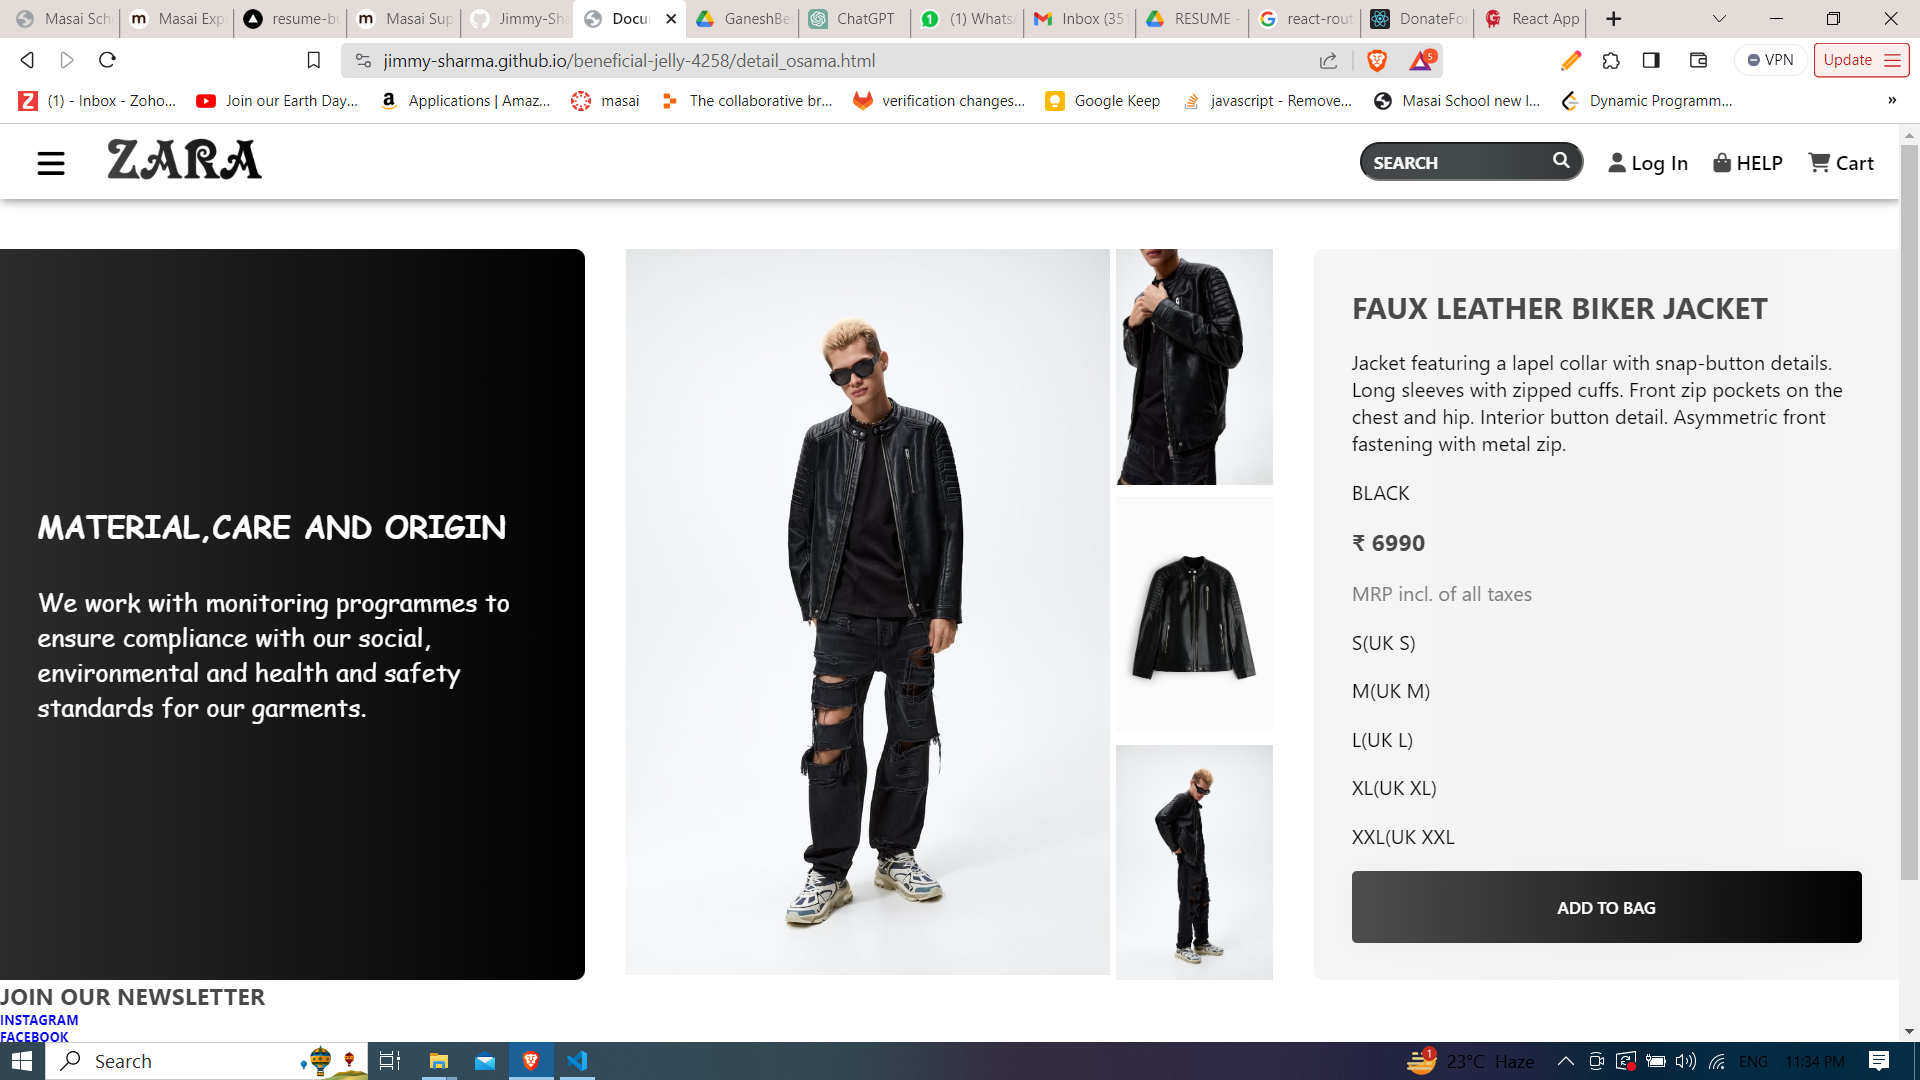 Masai Sch
Masai Exp
resume-bu
Masai Sup
Jimmy-Sha
Docu
GaneshBe
ChatGPT
(1) Whats
Inbox (351
RESUME -
react-rout
DonateFo
React App
jimmy-sharma.github.io/beneficial-jelly-4258/detail_osama.html
5
VPN
Update
(1) - Inbox - Zoho...
Join our Earth Day...
Applications | Amaz...
masai
The collaborative br...
verification changes...
Google Keep
javascript - Remove...
Masai School new l...
Dynamic Programm...
»
ZARA
SEARCH
Log In
HELP
Cart
MATERIAL,CARE AND ORIGIN
We work with monitoring programmes to
ensure compliance with our social,
environmental and health and safety
standards for our garments.
FAUX LEATHER BIKER JACKET
Jacket featuring a lapel collar with snap-button details.
Long sleeves with zipped cuffs. Front zip pockets on the
chest and hip. Interior button detail. Asymmetric front
fastening with metal zip.
BLACK
₹ 6990
MRP incl. of all taxes
S(UK S)
M(UK M)
L(UK L)
XL(UK XL)
XXL(UK XXL
ADD TO BAG
JOIN OUR NEWSLETTER
INSTAGRAM
FACEBOOK
Search
1
23°C Haze
ENG
11:34 PM